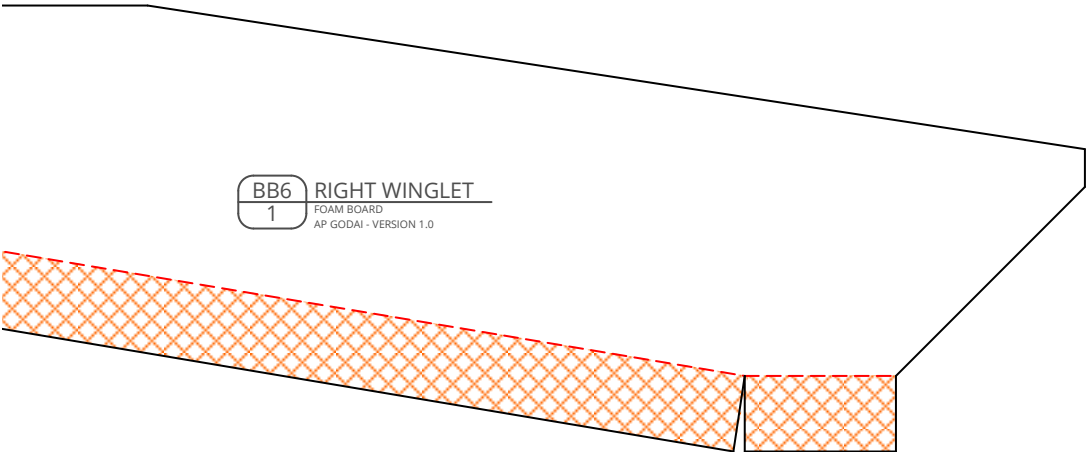 BB6
1
RIGHT WINGLET
FOAM BOARD
AP GODAI - VERSION 1.0